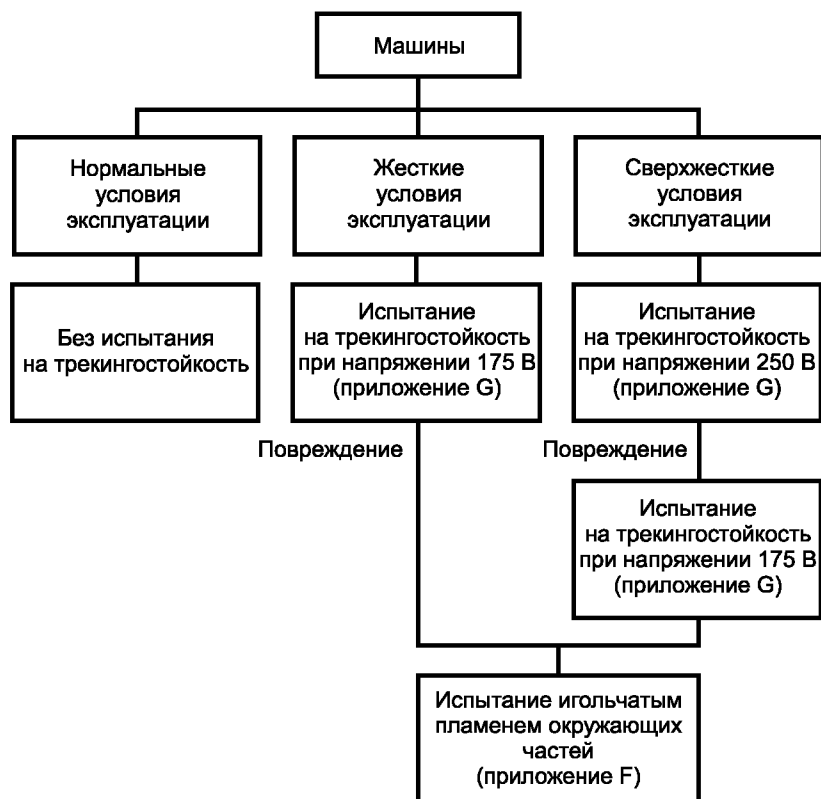 Машины
Нормальные
условия
эксплуатации
Жесткие
условия
эксплуатации
Сверхжесткие
условия
эксплуатации
Без испытания
на трекингостойкость
Испытание
на трекингостойкость
при напряжении 175 В
(приложение G)
Испытание
на трекингостойкость
при напряжении 250 В
(приложение G)
Повреждение
Повреждение
Испытание
на трекингостойкость
при напряжении 175 В
(приложение G)
Испытание игольчатым
пламенем окружающих
частей
(приложение F)